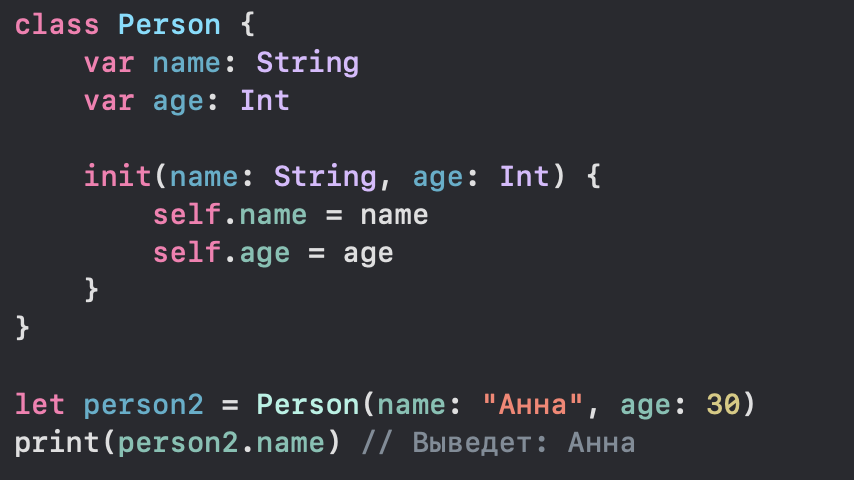 class Person {
    var name: String
    var age: Int

    init(name: String, age: Int) {
        self.name = name
        self.age = age
    }
}

let person2 = Person(name: "Анна", age: 30)
print(person2.name) // Выведет: Анна